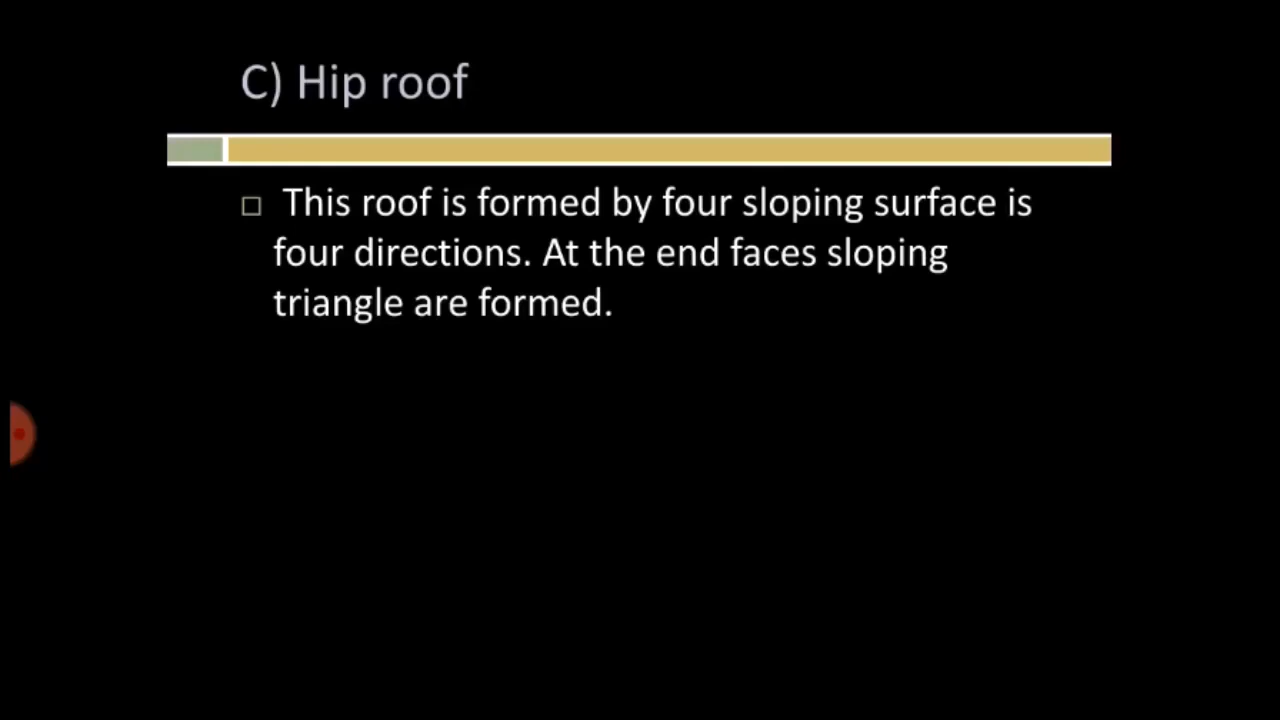 C) Hip roof
This roof is formed by four sloping surface is
four directions. At the end faces sloping
triangle are formed.